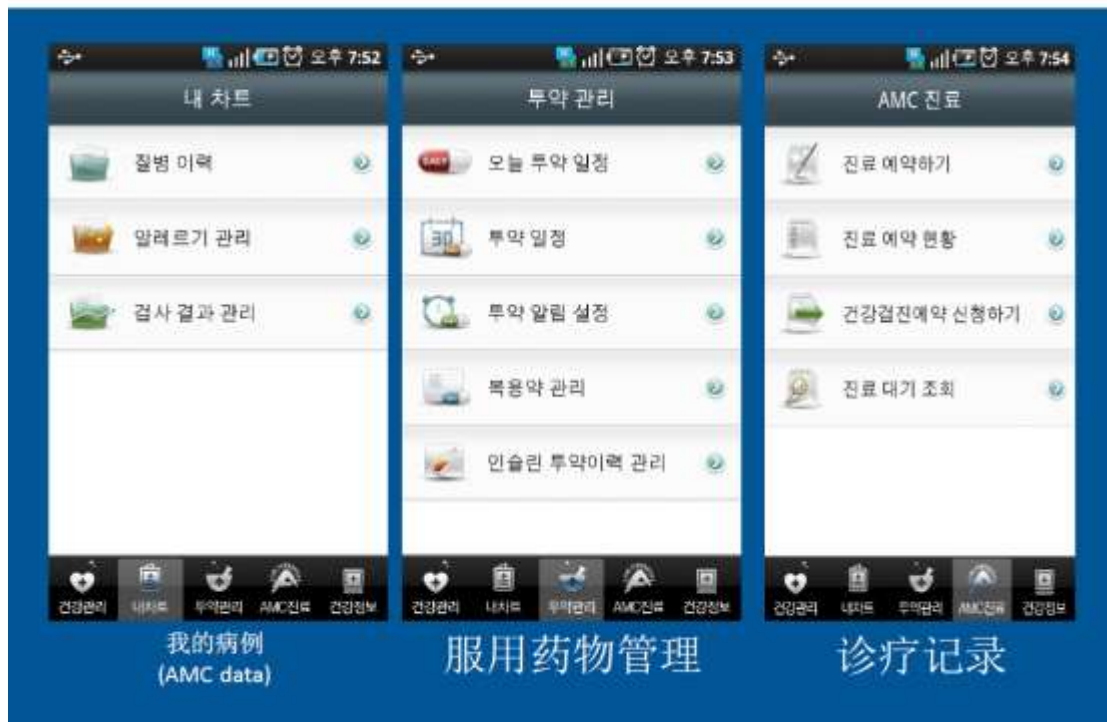 오후 7:52
내 차트
질병 이력
알레르기 관리
검사 결과 관리
건강관리 내차트 투약관리 AMC진료 건강정보
我的病例
(AMC data)
오후 7:53
투약 관리
오늘 투약 일정
30 투약 일정
투약 알림 설정
복용약 관리
인슐린 투약이력 관리
건강관리 내차트 투약관리 AMC진료 건강정보
服用药物管理
오후 7:54
AMC 진료
진료 예약하기
진료 예약 현황
건강검진예약 신청하기
진료 대기 조회
건강관리 내차트 투약관리 AMC진료 건강정보
诊疗记录